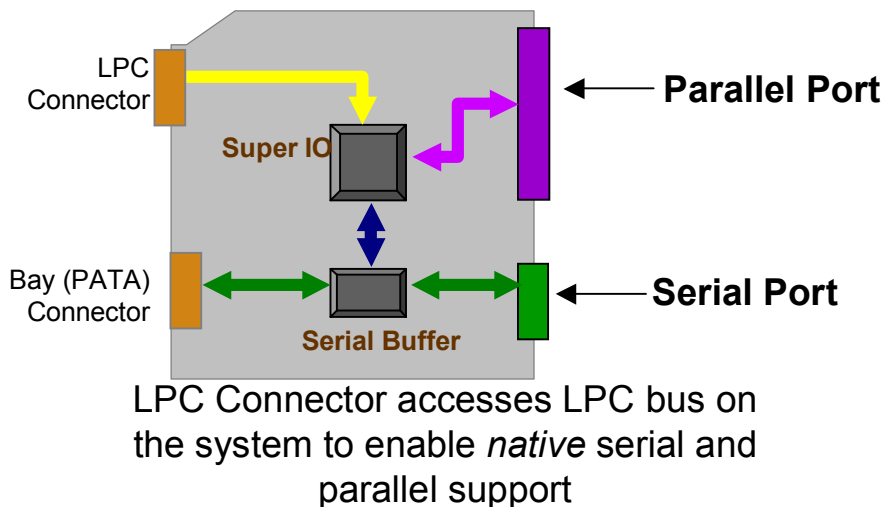 LPC
Connector
Super IO
Parallel Port
Bay (PATA)
Connector
Serial Port
Serial Buffer
LPC Connector accesses LPC bus on
the system to enable native serial and
parallel support